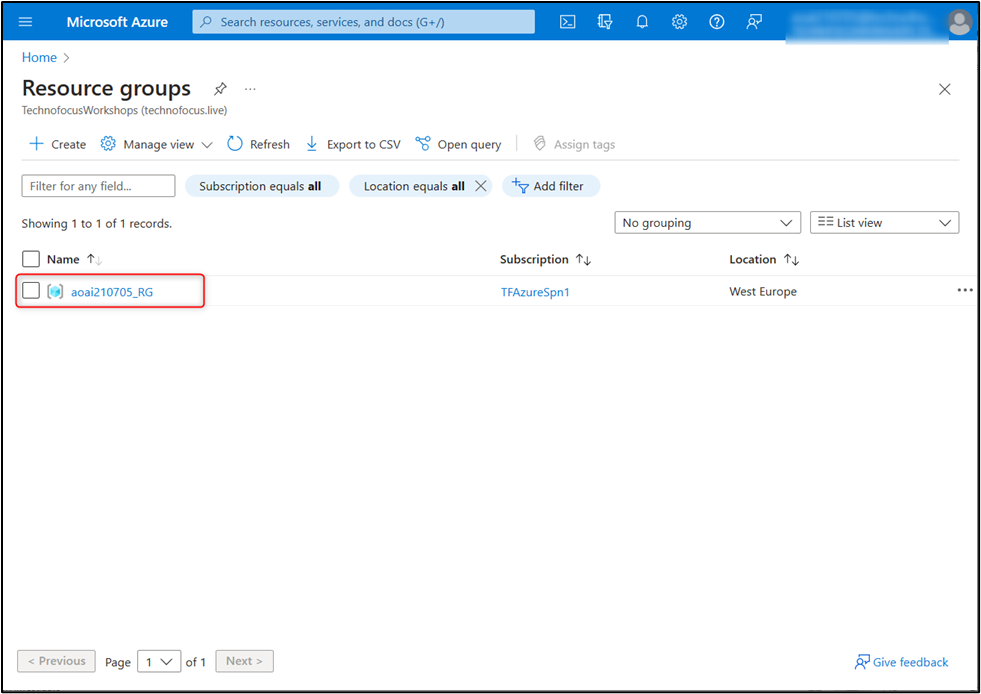 Microsoft Azure
Search resources, services, and docs (G+/)
Home >
Resource groups
...
TechnofocusWorkshops (technofocus.live)
Create Manage view Refresh Export to CSV Open query Assign tags
Filter for any field... Subscription equals all Location equals all Add filter
Showing 1 to 1 of 1 records. No grouping List view
Name Subscription Location
aoai210705_RG TFAzureSpn1 West Europe
< Previous Page 1 of 1 Next > Give feedback